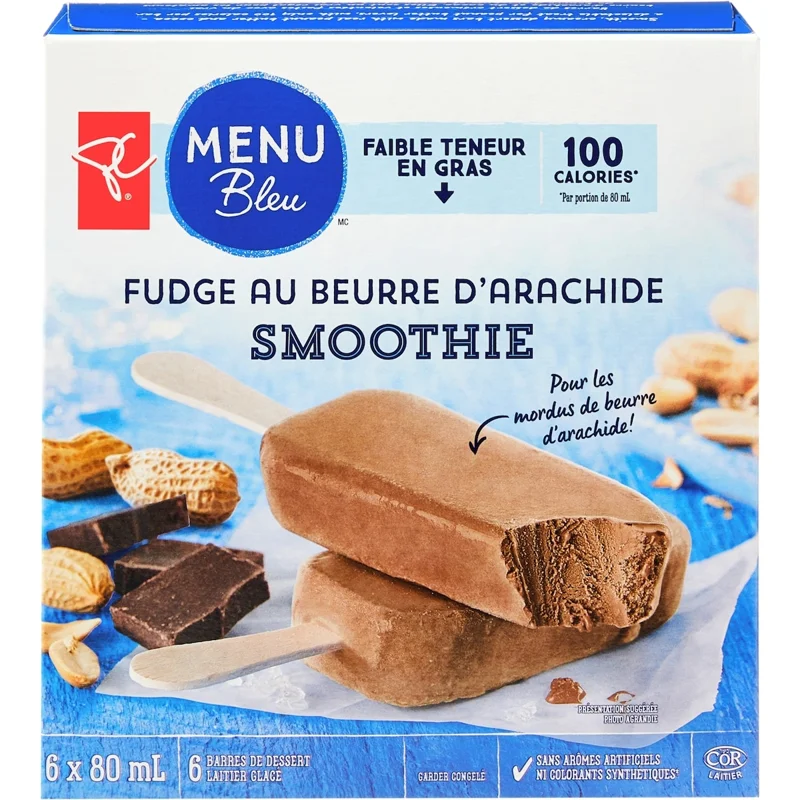 MENU
Bleu
MC
FAIBLE TENEUR
EN GRAS
100
CALORIES*
*Par portion de 80 mL
FUDGE AU BEURRE D'ARACHIDE
SMOOTHIE
Pour les
mordus de beurre
d'arachide!
PRÉSENTATION SUGGÉRÉE
PHOTO AGRANDIE
6 x 80 mL
6 BARRES DE DESSERT
LAITIER GLACÉ
GARDER CONGELÉ
✓ SANS ARÔMES ARTIFICIELS
NI COLORANTS SYNTHETIQUES*
COR
LAITIER